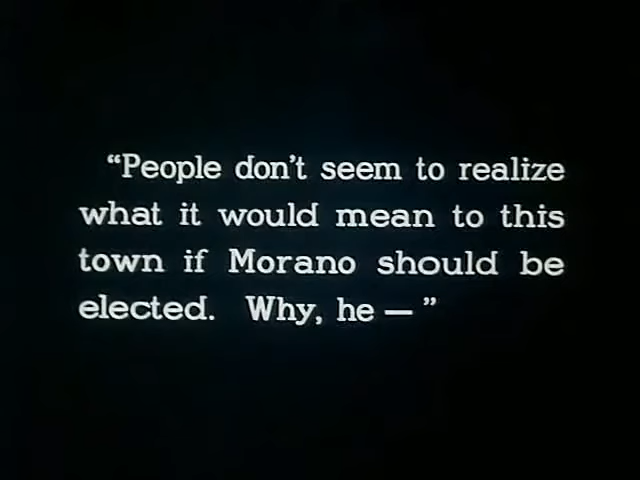 “People don’t seem to realize
what it would mean to this
town if Morano should be
elected. Why, he — ”